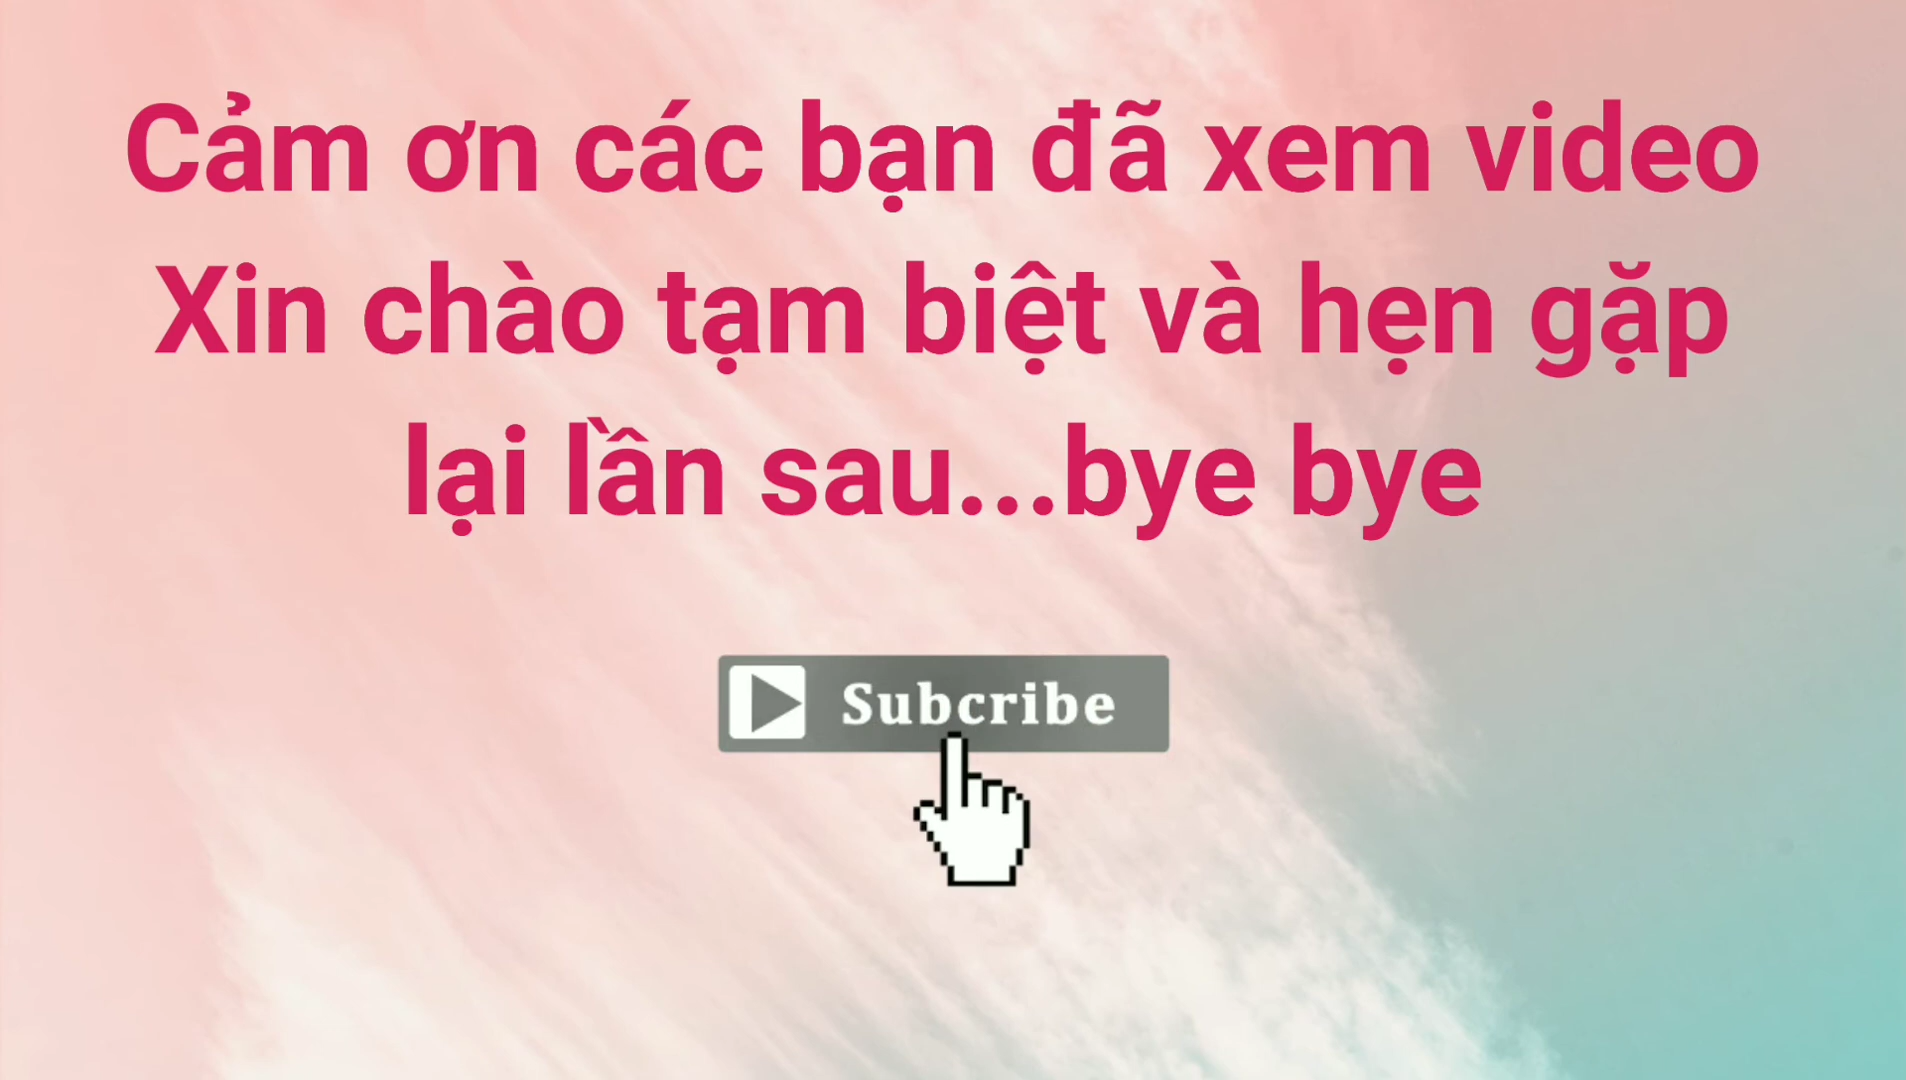 Cảm ơn các bạn đã xem video
Xin chào tạm biệt và hẹn gặp
lại lần sau...bye bye
Subcribe